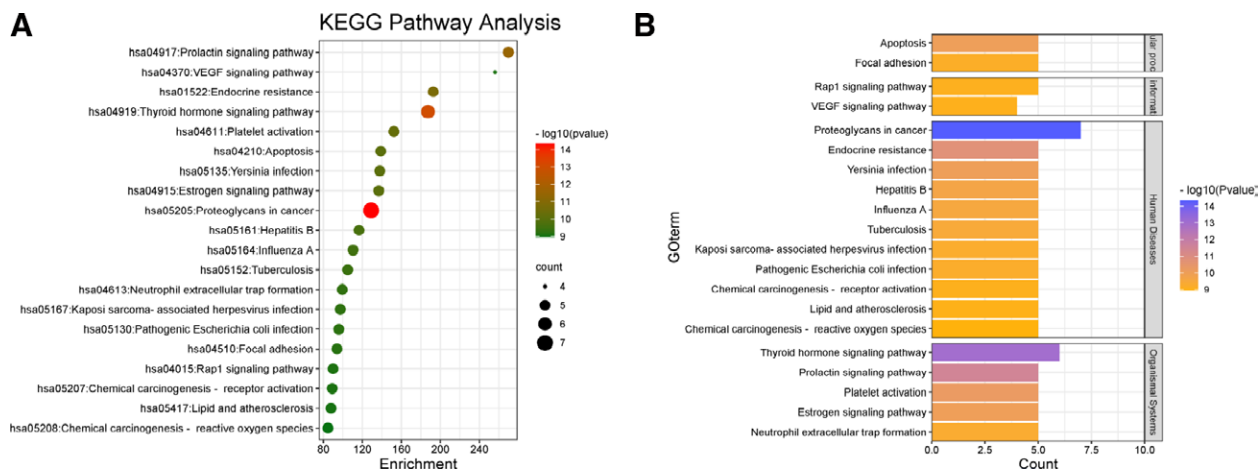 A
KEGG Pathway Analysis
hsa04917:Prolactin signaling pathway
hsa04370:VEGF signaling pathway
hsa01522:Endocrine resistance
hsa04919:Thyroid hormone signaling pathway
hsa04611:Platelet activation
hsa04210:Apoptosis
hsa05135:Yersinia infection
hsa04915:Estrogen signaling pathway
hsa05205:Proteoglycans in cancer
hsa05161:Hepatitis B
hsa05164:Influenza A
hsa05152:Tuberculosis
hsa04613:Neutrophil extracellular trap formation
hsa05167:Kaposi sarcoma- associated herpesvirus infection
hsa05130:Pathogenic Escherichia coli infection
hsa04510:Focal adhesion
hsa04015:Rap1 signaling pathway
hsa05207:Chemical carcinogenesis - receptor activation
hsa05417:Lipid and atherosclerosis
hsa05208:Chemical carcinogenesis - reactive oxygen species
80 120 160 200 240
Enrichment
- log10(pvalue)
14
13
12
11
10
9
count
4
5
6
7
B
GOterm
Apoptosis
Focal adhesion
ular proc
Rap1 signaling pathway
VEGF signaling pathway
informati
Proteoglycans in cancer
Endocrine resistance
Yersinia infection
Hepatitis B
Influenza A
Tuberculosis
Kaposi sarcoma- associated herpesvirus infection
Pathogenic Escherichia coli infection
Chemical carcinogenesis - receptor activation
Lipid and atherosclerosis
Chemical carcinogenesis - reactive oxygen species
Human Diseases
Thyroid hormone signaling pathway
Prolactin signaling pathway
Platelet activation
Estrogen signaling pathway
Neutrophil extracellular trap formation
Organismal Systems
0.0 2.5 5.0 7.5 10.0
Count
- log10(Pvalue)
14
13
12
11
10
9